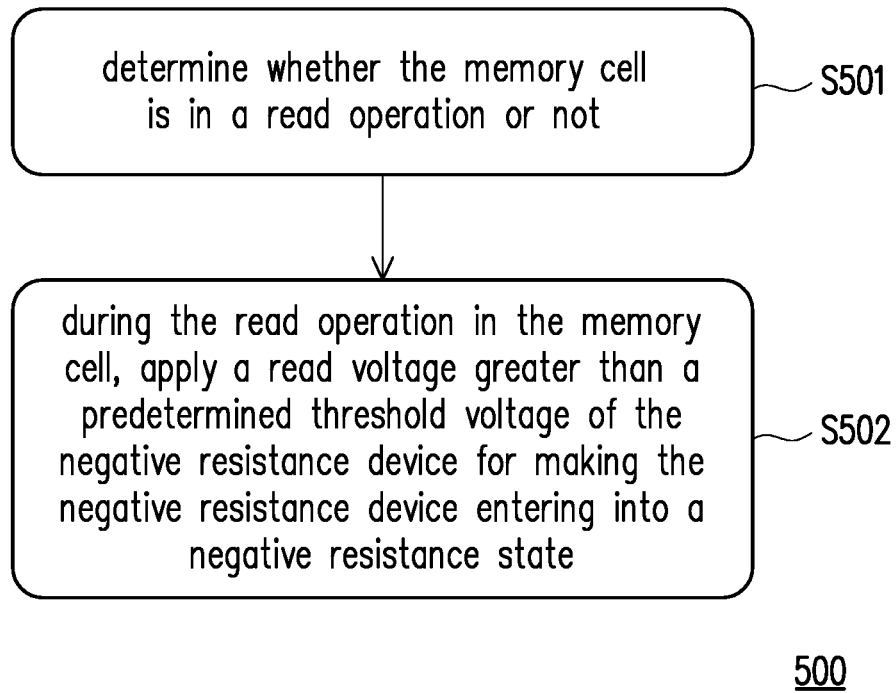 determine whether the memory cell
is in a read operation or not
S501
during the read operation in the memory
cell, apply a read voltage greater than a
predetermined threshold voltage of the
negative resistance device for making the
negative resistance device entering into a
negative resistance state
S502
500